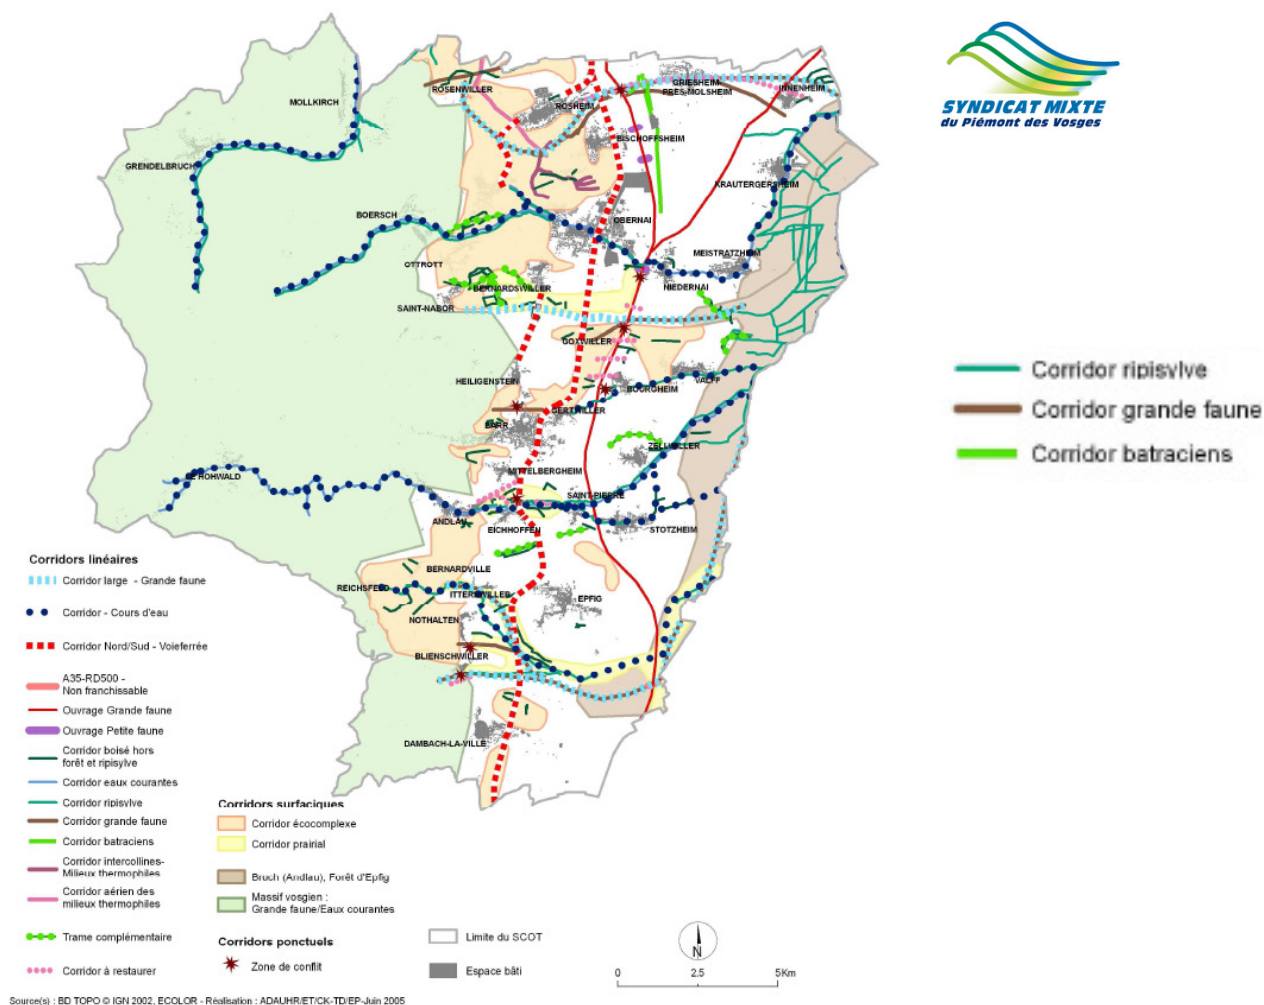 SYNDICAT MIXTE
du Piémont des Vosges
MOLLKIRCH
ROSENWILLER
ROSHEIM
GRIESHEIM-
PRES-MOLSHEIM
INNENHEIM
GRENDELBRUCH
BISCHOFFSHEIM
KRAUTERGERSHEIM
BOERSCH
OBERNAI
OTTROTT
MEISTRATZHEIM
BERNARDSWILLER
NIEDERNAI
SAINT-NABOR
GOXWILLER
HEILIGENSTEIN
BOURGHEIM
VALFF
GERTWILLER
BARR
ZELLWILLER
MITTELBERGHEIM
LE HOHWALD
SAINT-PIERRE
ANDLAU
EICHHOFFEN
STOTZHEIM
BERNARDVILLE
REICHSFELD
ITTERSWILLER
EPFIG
NOTHALTEN
BLIENSCHWILLER
DAMBACH-LA-VILLE
Corridor ripisylve
Corridor grande faune
Corridor batraciens
Corridors linéaires
Corridor large - Grande faune
Corridor - Cours d'eau
Corridor Nord/Sud - Voieferrée
A35-RD500 -
Non franchissable
Ouvrage Grande faune
Ouvrage Petite faune
Corridor boisé hors
forêt et ripisylve
Corridor eaux courantes
Corridor ripisylve
Corridor grande faune
Corridor batraciens
Corridor intercollines-
Milieux thermophiles
Corridor aérien des
milieux thermophiles
Trame complémentaire
Corridor à restaurer
Corridors surfaciques
Corridor écocomplexe
Corridor prairial
Bruch (Andlau), Forêt d'Epfig
Massif vosgien :
Grande faune/Eaux courantes
Corridors ponctuels
Zone de conflit
Limite du SCOT
Espace bâti
N
0 2.5 5Km
Source(s) : BD TOPO © IGN 2002, ECOLOR - Réalisation : ADAUHR/ET/CK-TD/EP-Juin 2005